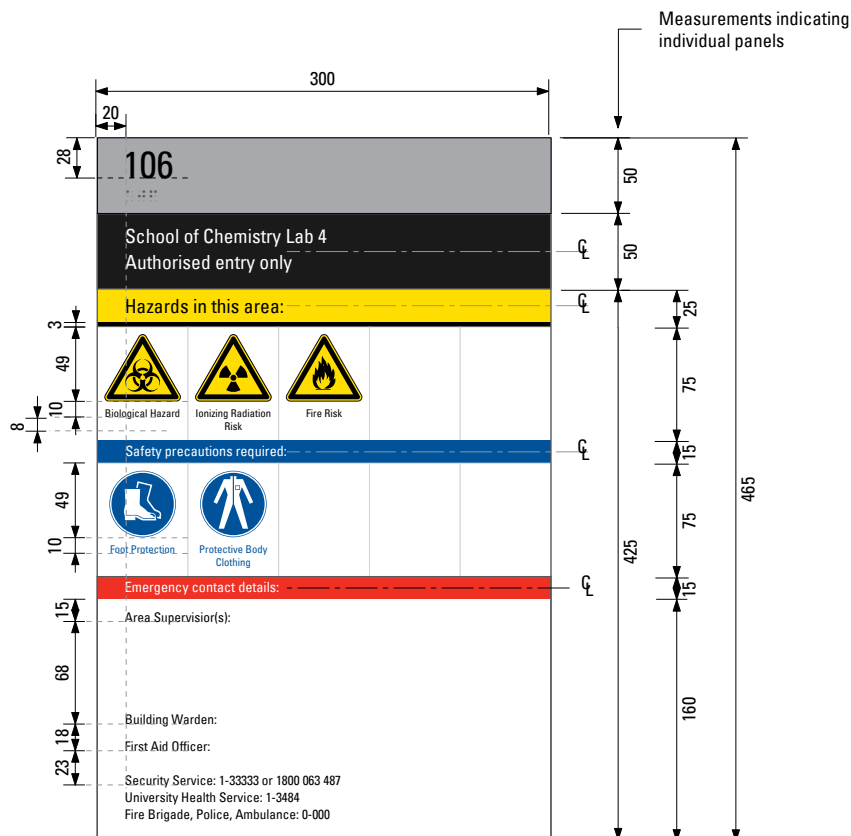 Measurements indicating
individual panels
300
20
28
106
50
School of Chemistry Lab 4
Authorised entry only
50
Hazards in this area:
25
3
49
10
8
Biological Hazard
Ionizing Radiation
Risk
Fire Risk
75
Safety precautions required:
15
465
49
10
Foot Protection
Protective Body
Clothing
75
425
Emergency contact details:
15
15
Area Supervisior(s):
68
160
Building Warden:
18
First Aid Officer:
23
Security Service: 1-33333 or 1800 063 487
University Health Service: 1-3484
Fire Brigade, Police, Ambulance: 0-000